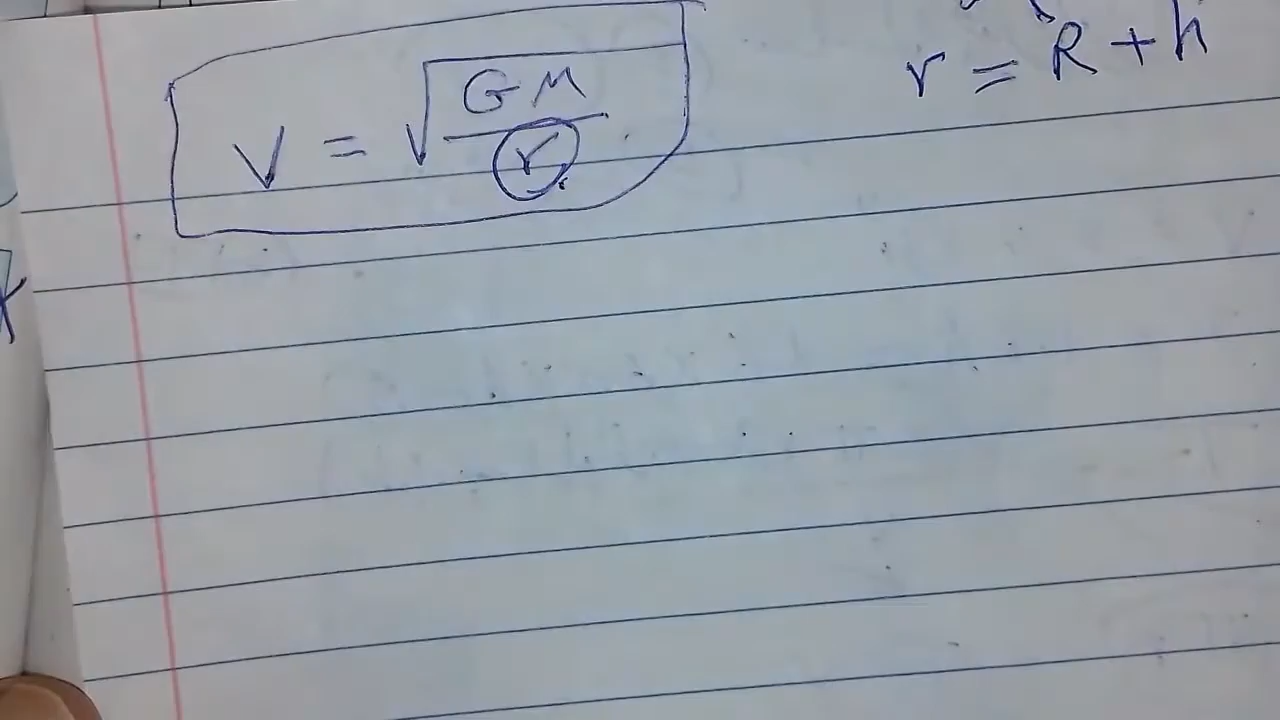 V = √(GM/r)
r = R + h